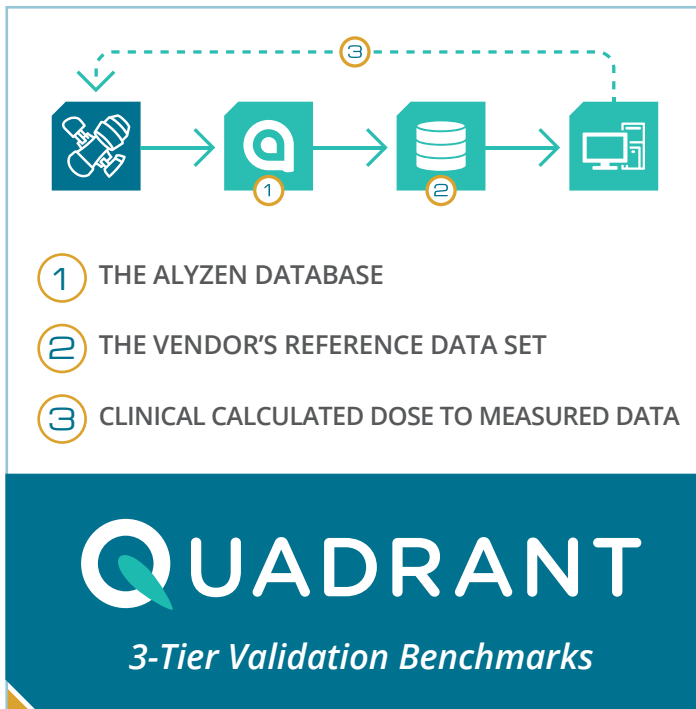 3
1
2
1 THE ALYZEN DATABASE
2 THE VENDOR’S REFERENCE DATA SET
3 CLINICAL CALCULATED DOSE TO MEASURED DATA
QUADRANT
3-Tier Validation Benchmarks